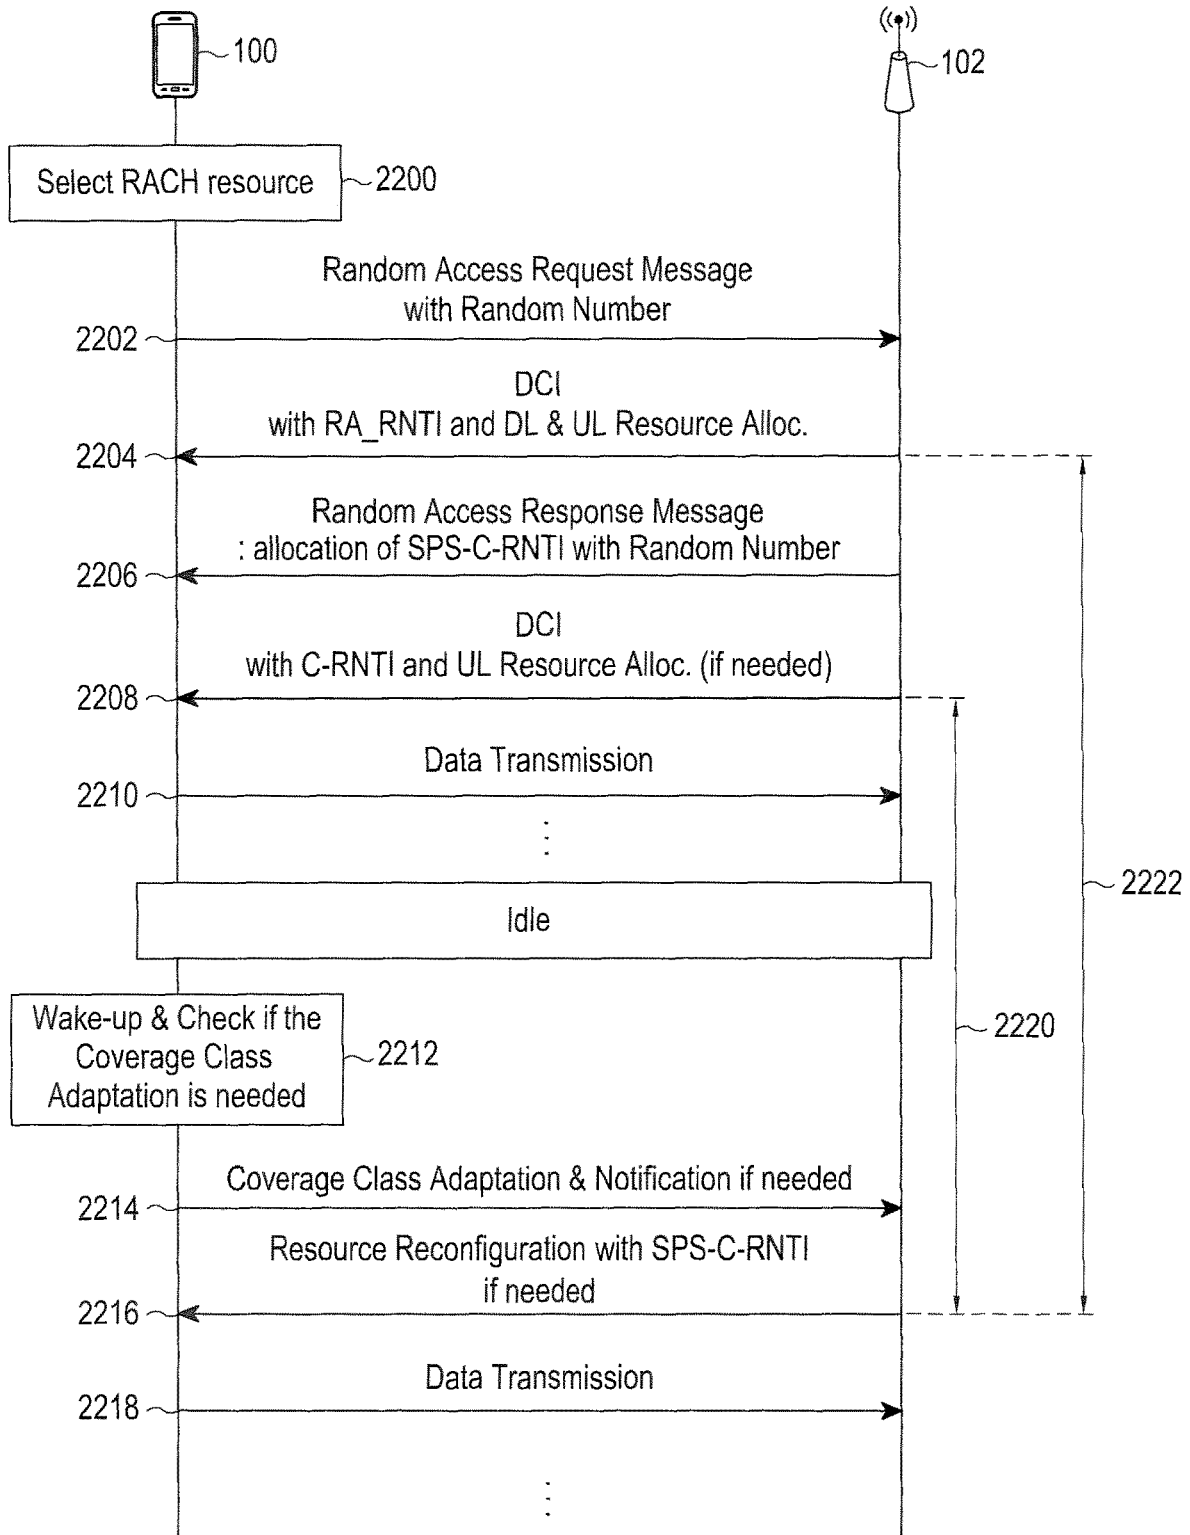 100
102
Select RACH resource
2200
Random Access Request Message
with Random Number
2202
DCI
with RA_RNTI and DL & UL Resource Alloc.
2204
Random Access Response Message
: allocation of SPS-C-RNTI with Random Number
2206
DCI
with C-RNTI and UL Resource Alloc. (if needed)
2208
Data Transmission
2210
Idle
2222
Wake-up & Check if the
Coverage Class
Adaptation is needed
2212
2220
Coverage Class Adaptation & Notification if needed
2214
Resource Reconfiguration with SPS-C-RNTI
if needed
2216
Data Transmission
2218